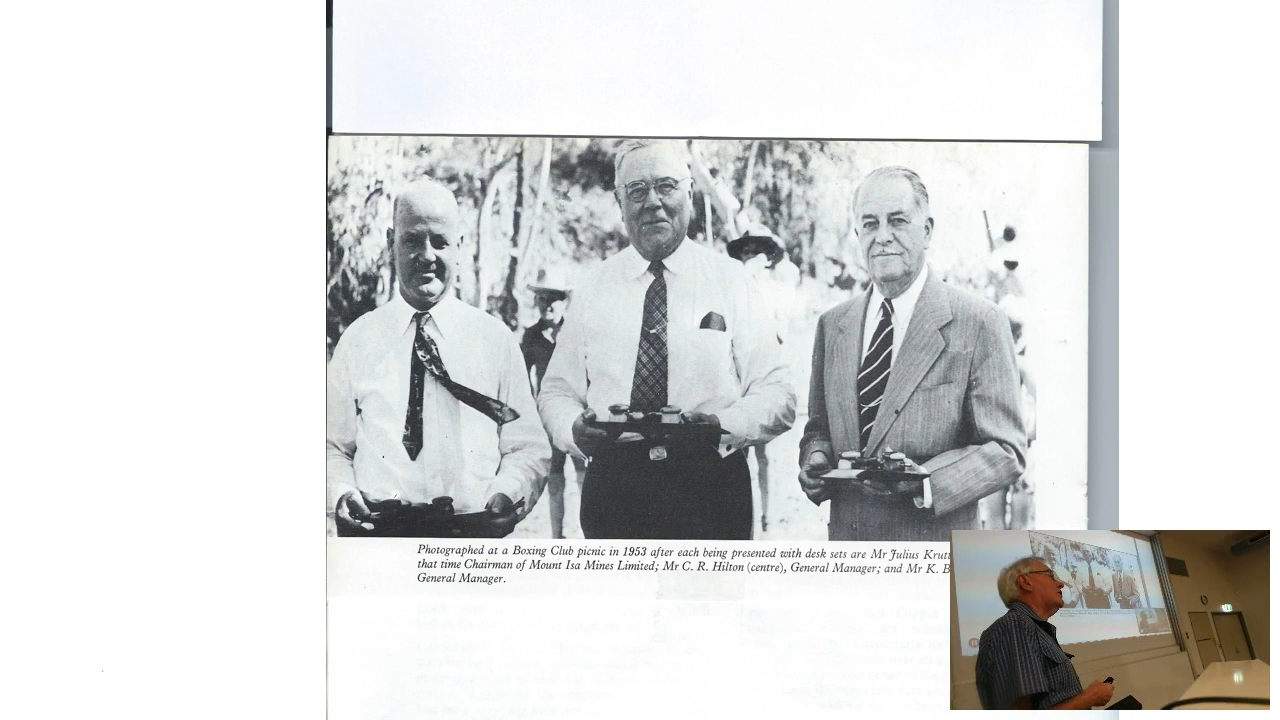 Photographed at a Boxing Club picnic in 1953 after each being presented with desk sets are Mr Julius
that time Chairman of Mount Isa Mines Limited; Mr C. R. Hilton (centre), General Manager; and Mr K. B
General Manager.